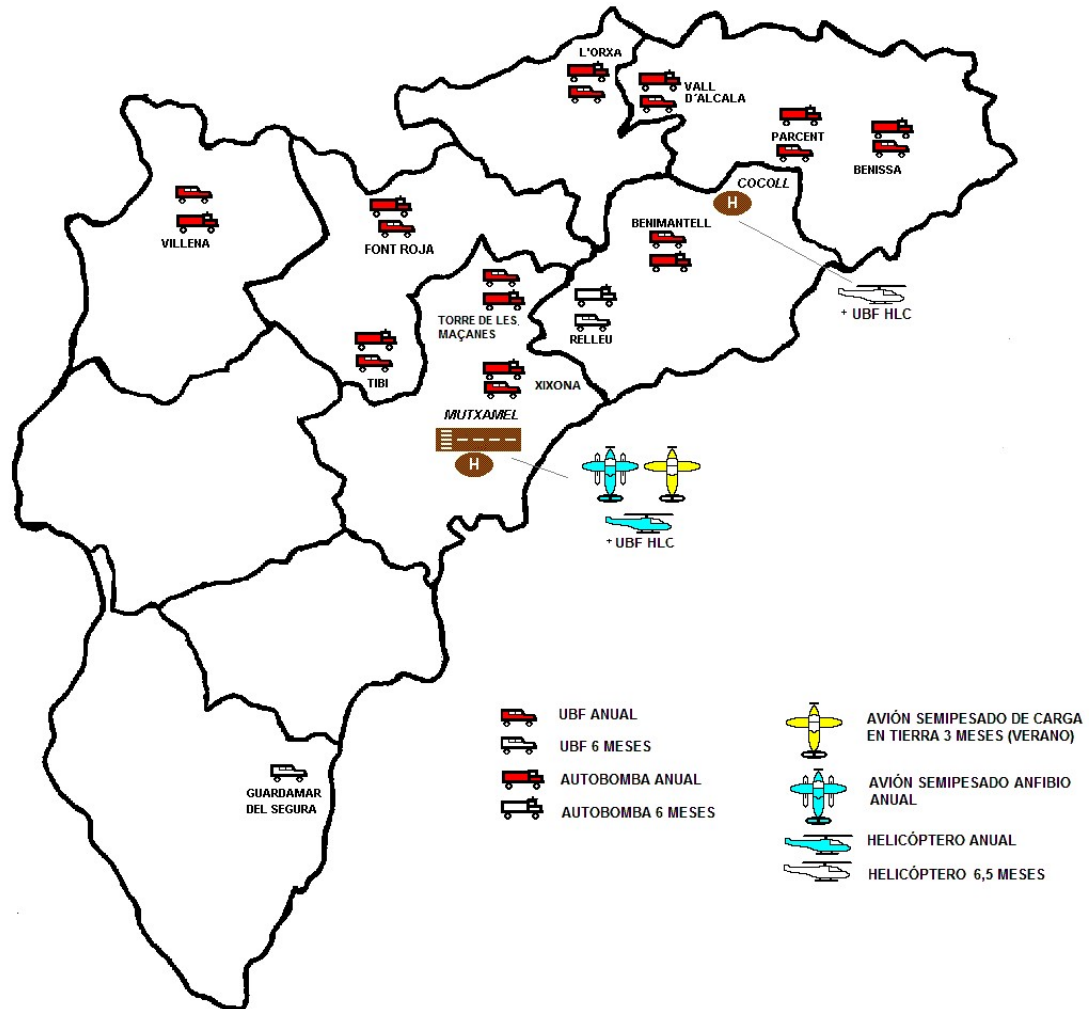 L'ORXA
VALL
D'ALCALA
PARCENT
BENISSA
COCOLL
H
VILLENA
FONT ROJA
BENIMANTELL
+ UBF HLC
TORRE DE LES
MAÇANES
RELLEU
TIBI
XIXONA
MUTXAMEL
H
+ UBF HLC
UBF ANUAL
UBF 6 MESES
AUTOBOMBA ANUAL
AUTOBOMBA 6 MESES
AVIÓN SEMIPESADO DE CARGA
EN TIERRA 3 MESES (VERANO)
AVIÓN SEMIPESADO ANFIBIO
ANUAL
HELICÓPTERO ANUAL
HELICÓPTERO 6,5 MESES
GUARDAMAR
DEL SEGURA